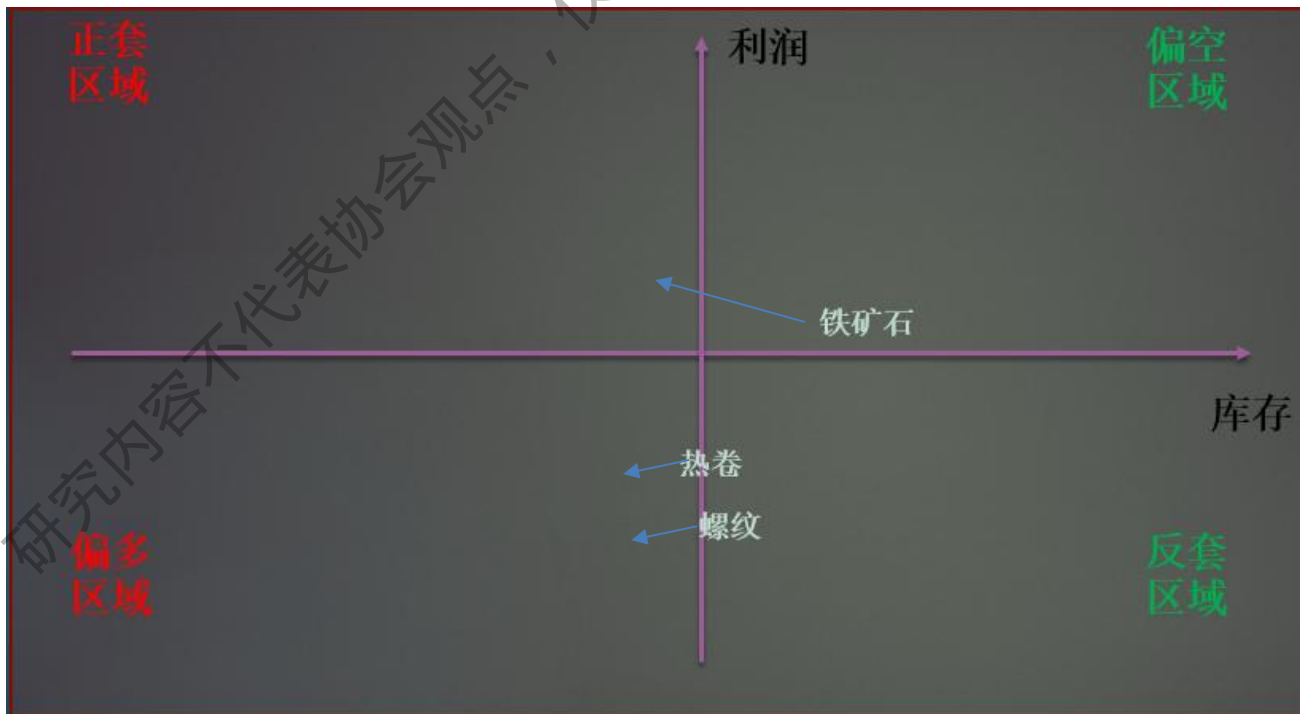 正套
区域
利润
偏空
区域
研究内容不代表协会观点，
铁矿石
库存
热卷
螺纹
偏多
区域
反套
区域